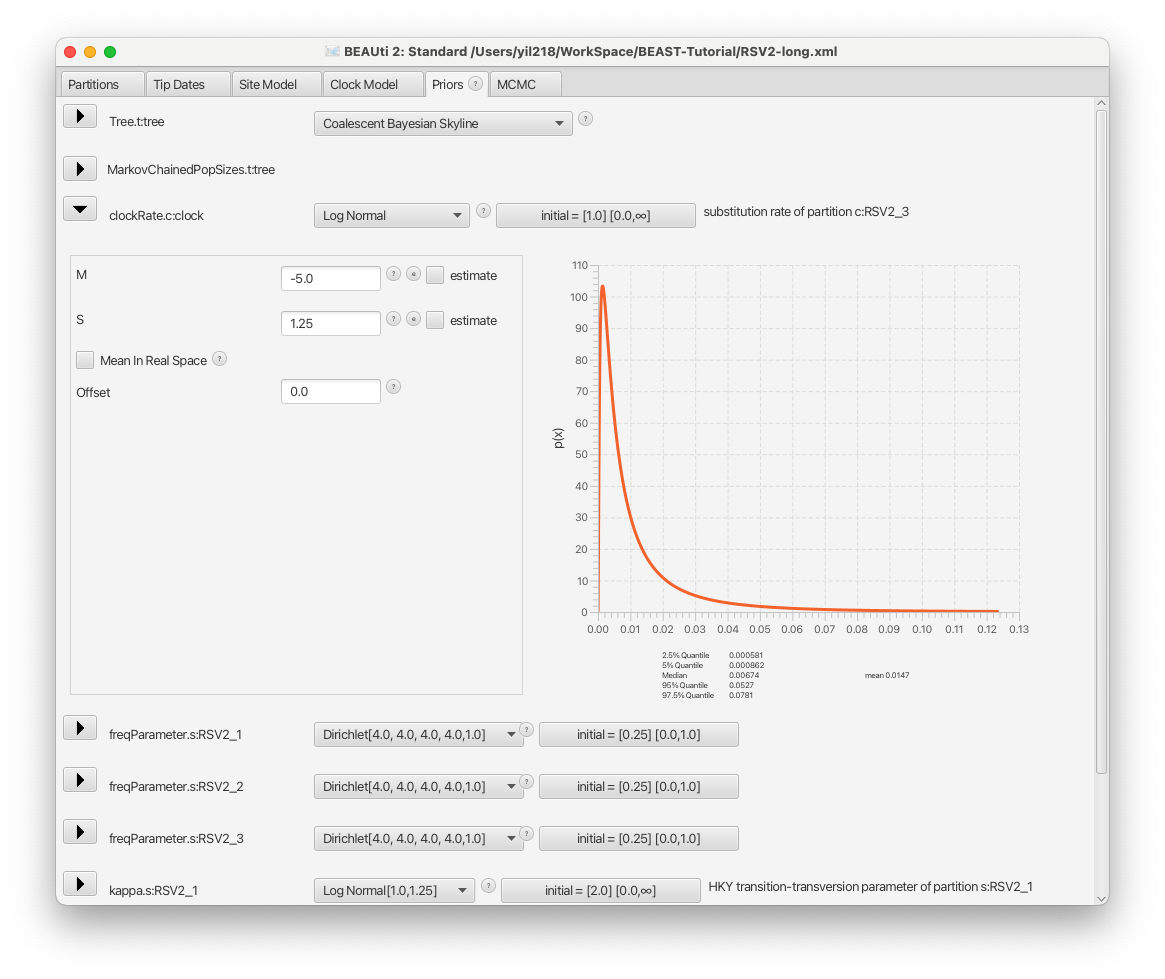 BEAUti 2: Standard /Users/yil218/WorkSpace/BEAST-Tutorial/RSV2-long.xml
Partitions Tip Dates Site Model Clock Model Priors ? MCMC
Tree.t:tree Coalescent Bayesian Skyline ?
MarkovChainedPopSizes.t:tree
clockRate.c:clock Log Normal ? initial = [1.0] [0.0,∞] substitution rate of partition c:RSV2_3
M -5.0 ? e estimate
S 1.25 ? e estimate
Mean In Real Space ?
Offset 0.0 ?
110
100
90
80
70
60
50
40
30
20
10
0
p(x)
0.00 0.01 0.02 0.03 0.04 0.05 0.06 0.07 0.08 0.09 0.10 0.11 0.12 0.13
2.5% Quantile 0.000581
5% Quantile 0.000862
Median 0.00674 mean 0.0147
95% Quantile 0.0527
97.5% Quantile 0.0781
freqParameter.s:RSV2_1 Dirichlet[4.0, 4.0, 4.0, 4.0,1.0] ? initial = [0.25] [0.0,1.0]
freqParameter.s:RSV2_2 Dirichlet[4.0, 4.0, 4.0, 4.0,1.0] ? initial = [0.25] [0.0,1.0]
freqParameter.s:RSV2_3 Dirichlet[4.0, 4.0, 4.0, 4.0,1.0] ? initial = [0.25] [0.0,1.0]
kappa.s:RSV2_1 Log Normal[1.0,1.25] ? initial = [2.0] [0.0,∞] HKY transition-transversion parameter of partition s:RSV2_1